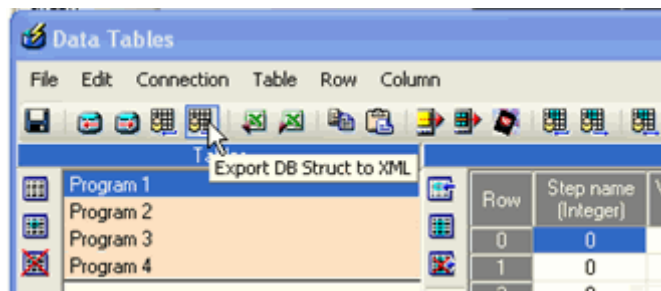 Data Tables
File Edit Connection Table Row Column
Export DB Struct to XML
Program 1
Program 2
Program 3
Program 4
Row Step name (Integer)
0 0
1 0